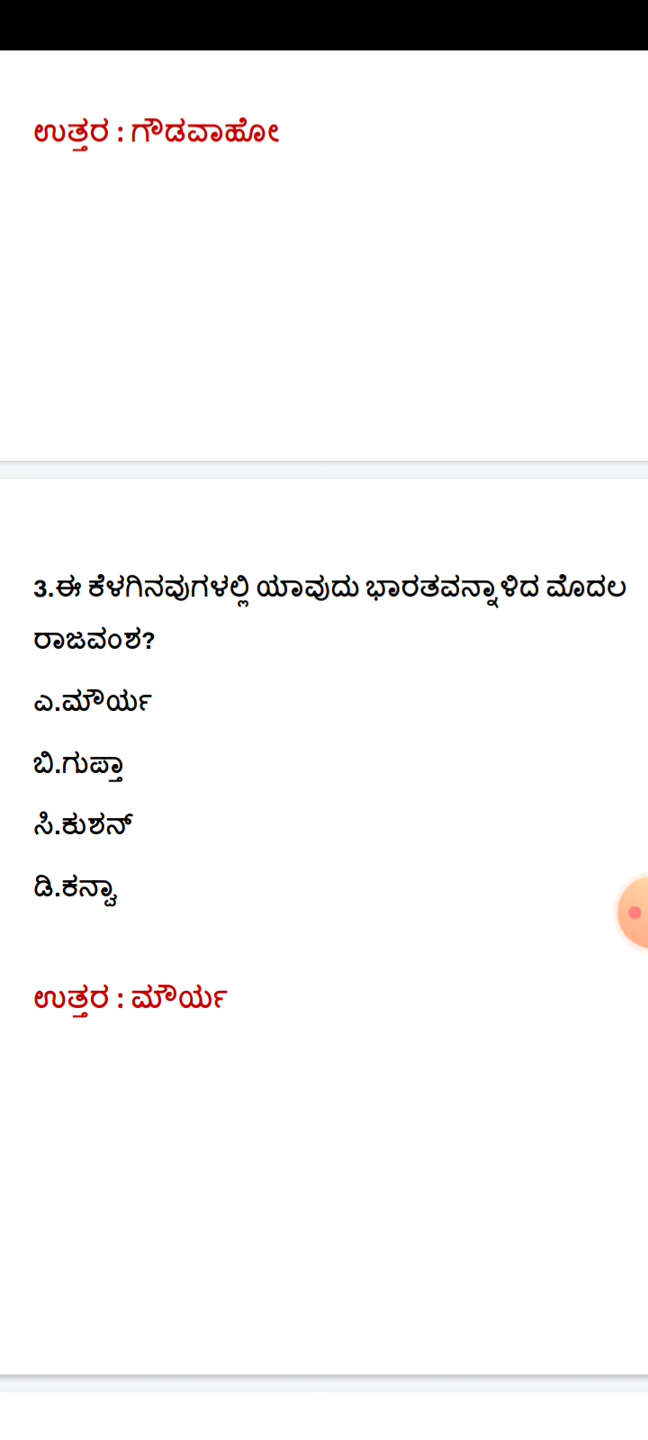 ಉತ್ತರ : ಗೌಡವಾಹೋ
3.ಈ ಕೆಳಗಿನವುಗಳಲ್ಲಿ ಯಾವುದು ಭಾರತವನ್ನಾಳಿದ ಮೊದಲ
ರಾಜವಂಶ?
ಎ.ಮೌರ್ಯ
ಬಿ.ಗುಪ್ತಾ
ಸಿ.ಕುಶನ್
ಡಿ.ಕನ್ವಾ
ಉತ್ತರ : ಮೌರ್ಯ